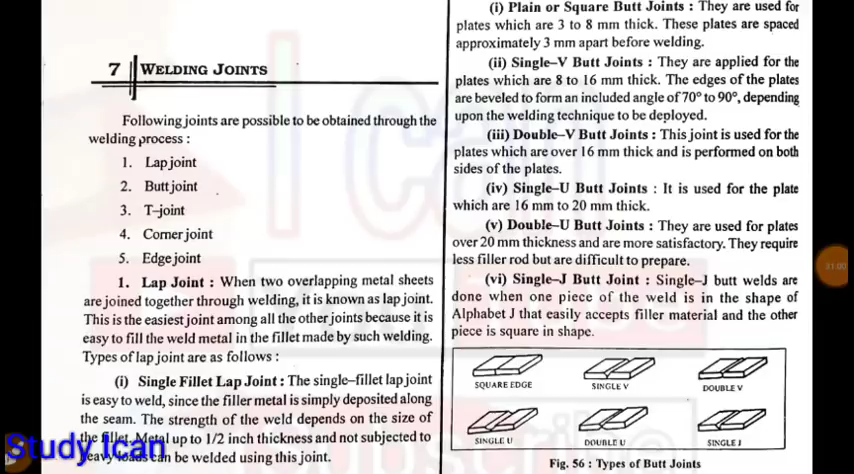 7 WELDING JOINTS
Following joints are possible to be obtained through the
welding process :
1. Lap joint
2. Butt joint
3. T–joint
4. Corner joint
5. Edge joint
1. Lap Joint : When two overlapping metal sheets
are joined together through welding, it is known as lap joint.
This is the easiest joint among all the other joints because it is
easy to fill the weld metal in the fillet made by such welding.
Types of lap joint are as follows :
(i) Single Fillet Lap Joint : The single–fillet lap joint
is easy to weld, since the filler metal is simply deposited along
the seam. The strength of the weld depends on the size of
the fillet. Metal up to 1/2 inch thickness and not subjected to
heavy loads can be welded using this joint.
(i) Plain or Square Butt Joints : They are used for
plates which are 3 to 8 mm thick. These plates are spaced
approximately 3 mm apart before welding.
(ii) Single–V Butt Joints : They are applied for the
plates which are 8 to 16 mm thick. The edges of the plates
are beveled to form an included angle of 70° to 90°, depending
upon the welding technique to be deployed.
(iii) Double–V Butt Joints : This joint is used for the
plates which are over 16 mm thick and is performed on both
sides of the plates.
(iv) Single–U Butt Joints : It is used for the plate
which are 16 mm to 20 mm thick.
(v) Double–U Butt Joints : They are used for plates
over 20 mm thickness and are more satisfactory. They require
less filler rod but are difficult to prepare.
(vi) Single–J Butt Joint : Single–J butt welds are
done when one piece of the weld is in the shape of
Alphabet J that easily accepts filler material and the other
piece is square in shape.
SQUARE EDGE
SINGLE V
DOUBLE V
SINGLE U
DOUBLE U
SINGLE J
Fig. 56 : Types of Butt Joints
Study Ican
I Can
Subscribe
31:00